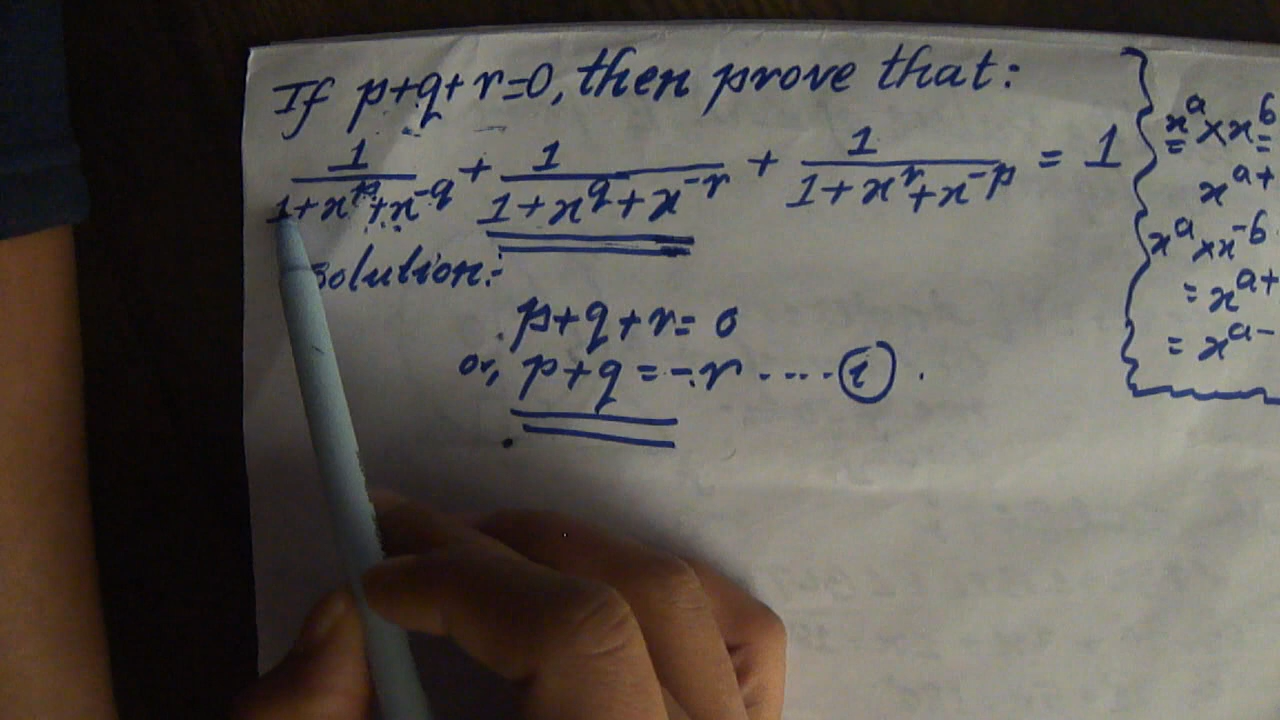 If p+q+r=0, then prove that:
1/(1+x^p+x^-q) + 1/(1+x^q+x^-r) + 1/(1+x^r+x^-p) = 1
solution:-
p+q+r=0
or, p+q=-r ---- (i) .
x^a × x^b
x^a+
x^a × x^-b
= x^a+
= x^a-